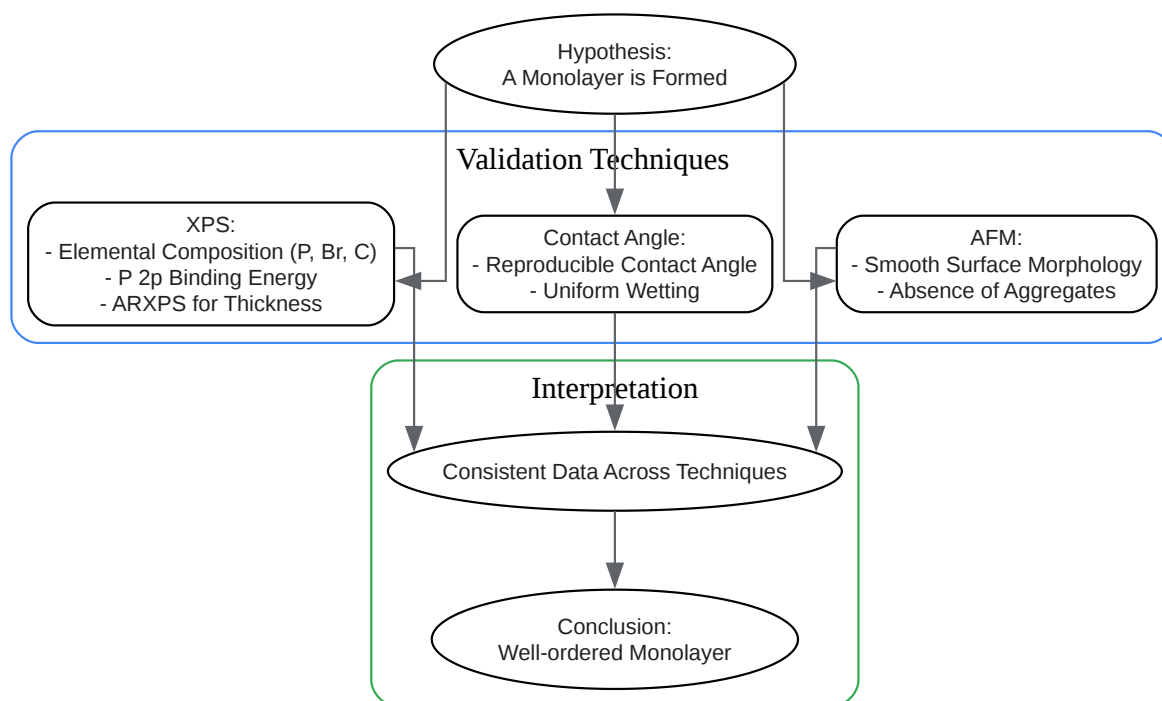 Hypothesis:
A Monolayer is Formed
Validation Techniques
XPS:
- Elemental Composition (P, Br, C)
- P 2p Binding Energy
- ARXPS for Thickness
Contact Angle:
- Reproducible Contact Angle
- Uniform Wetting
AFM:
- Smooth Surface Morphology
- Absence of Aggregates
Interpretation
Consistent Data Across Techniques
Conclusion:
Well-ordered Monolayer